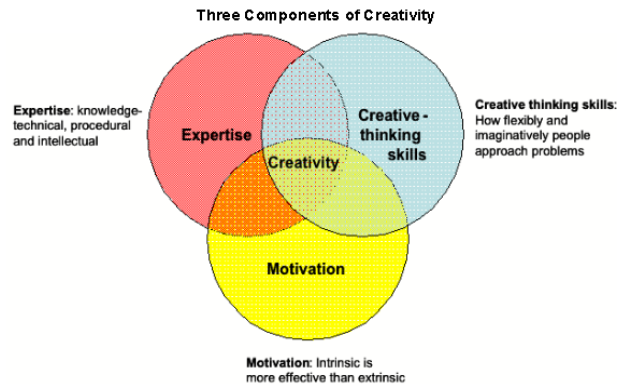 Three Components of Creativity
Expertise: knowledge-
technical, procedural
and intellectual
Expertise
Creative -
thinking
skills
Creative thinking skills:
How flexibly and
imaginatively people
approach problems
Creativity
Motivation
Motivation: Intrinsic is
more effective than extrinsic